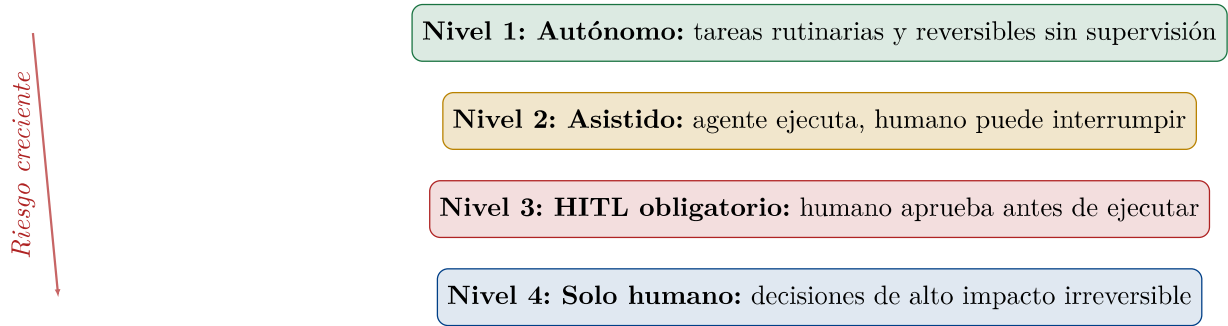 Riesgo creciente
Nivel 1: Autónomo: tareas rutinarias y reversibles sin supervisión
Nivel 2: Asistido: agente ejecuta, humano puede interrumpir
Nivel 3: HITL obligatorio: humano aprueba antes de ejecutar
Nivel 4: Solo humano: decisiones de alto impacto irreversible